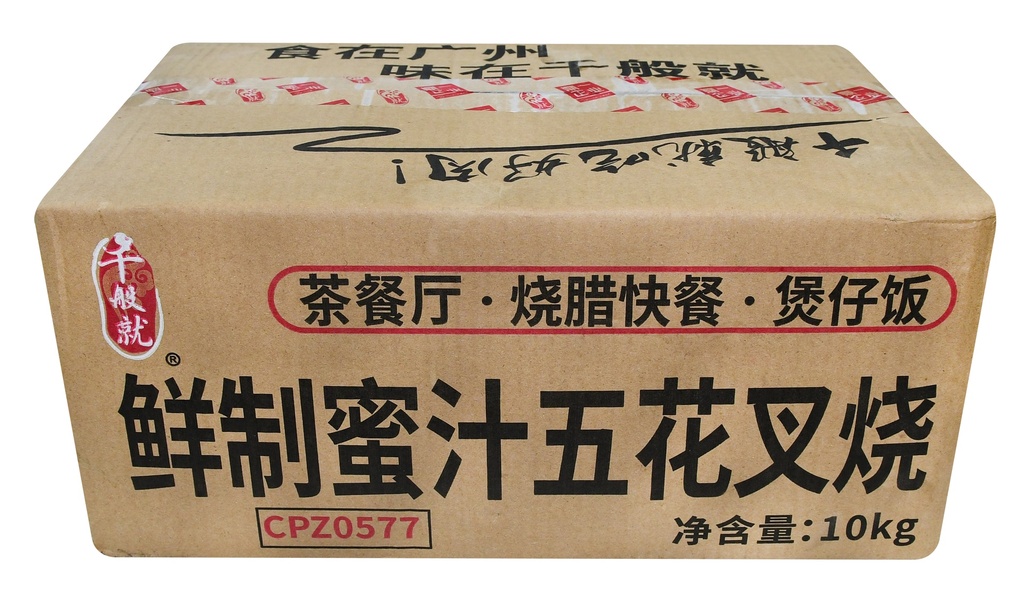 食在广州
味在千般就
千般就吃好肉!
千般就
®
茶餐厅·烧腊快餐·煲仔饭
鲜制蜜汁五花叉烧
CPZ0577
净含量:10kg